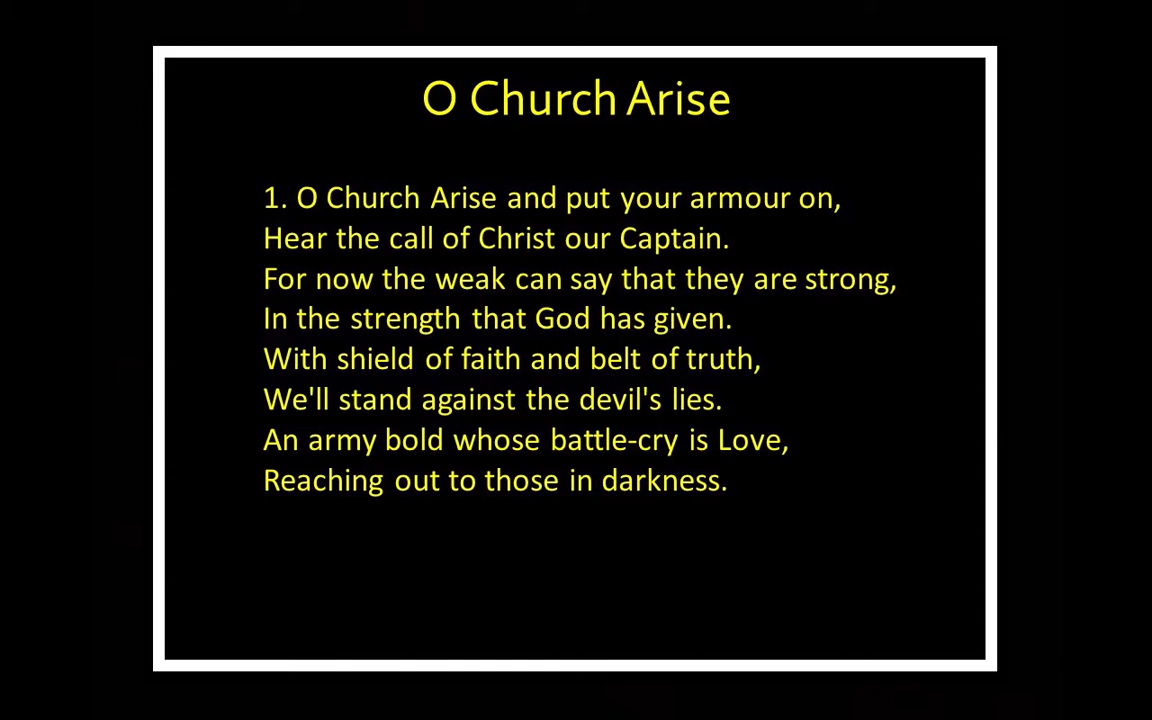 O Church Arise
1. O Church Arise and put your armour on,
Hear the call of Christ our Captain.
For now the weak can say that they are strong,
In the strength that God has given.
With shield of faith and belt of truth,
We'll stand against the devil's lies.
An army bold whose battle-cry is Love,
Reaching out to those in darkness.